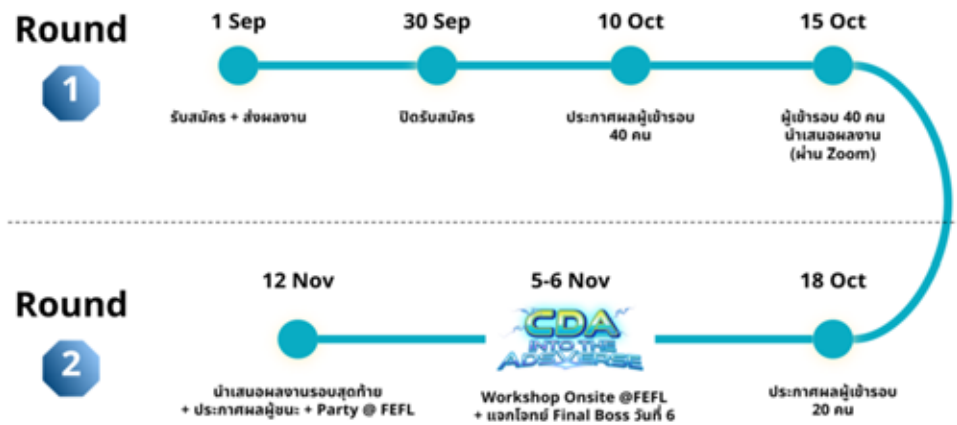 Round
1
1 Sep
30 Sep
10 Oct
15 Oct
รับสมัคร + ส่งผลงาน
ปิดรับสมัคร
ประกาศผลผู้เข้ารอบ
40 คน
ผู้เข้ารอบ 40 คน
นำเสนอผลงาน
(ผ่าน Zoom)
Round
2
12 Nov
5-6 Nov
18 Oct
CDA
INTO THE
ADEVERSE
นำเสนอผลงานรอบสุดท้าย
+ ประกาศผลผู้ชนะ + Party @ FEFL
Workshop Onsite @FEFL
+ แจกโจทย์ Final Boss วันที่ 6
ประกาศผลผู้เข้ารอบ
20 คน